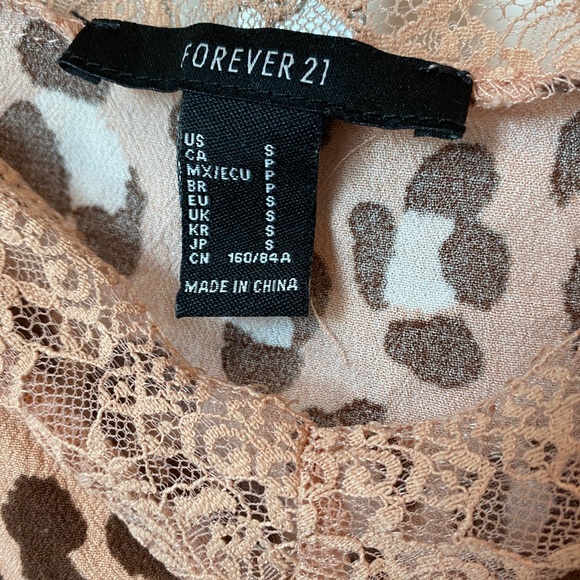 FOREVER 21
US S
CA P
MX/ECU P
BR P
EU S
UK S
KR S
JP S
CN 160/84A
MADE IN CHINA